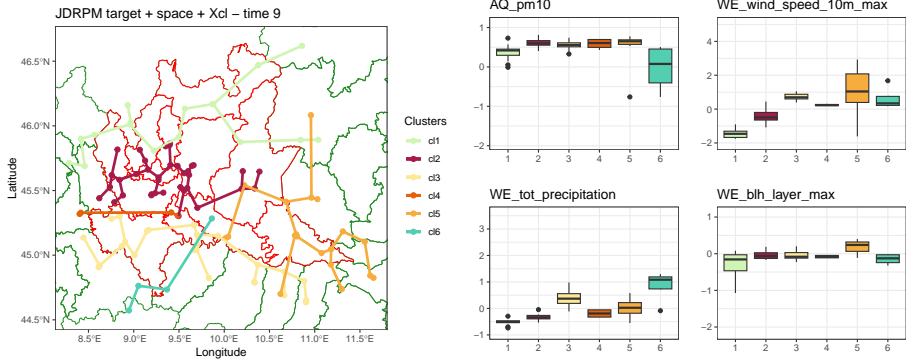 JDRPM target + space + Xcl − time 9
46.5°N
46.0°N
45.5°N
45.0°N
44.5°N
Latitude
8.5°E 9.0°E 9.5°E 10.0°E 10.5°E 11.0°E 11.5°E
Longitude
Clusters
cl1
cl2
cl3
cl4
cl5
cl6
AQ_pm10
1
0
−1
−2
1 2 3 4 5 6
WE_wind_speed_10m_max
4
2
0
−2
1 2 3 4 5 6
WE_tot_precipitation
3
2
1
0
−1
1 2 3 4 5 6
WE_blh_layer_max
1
0
−1
−2
1 2 3 4 5 6